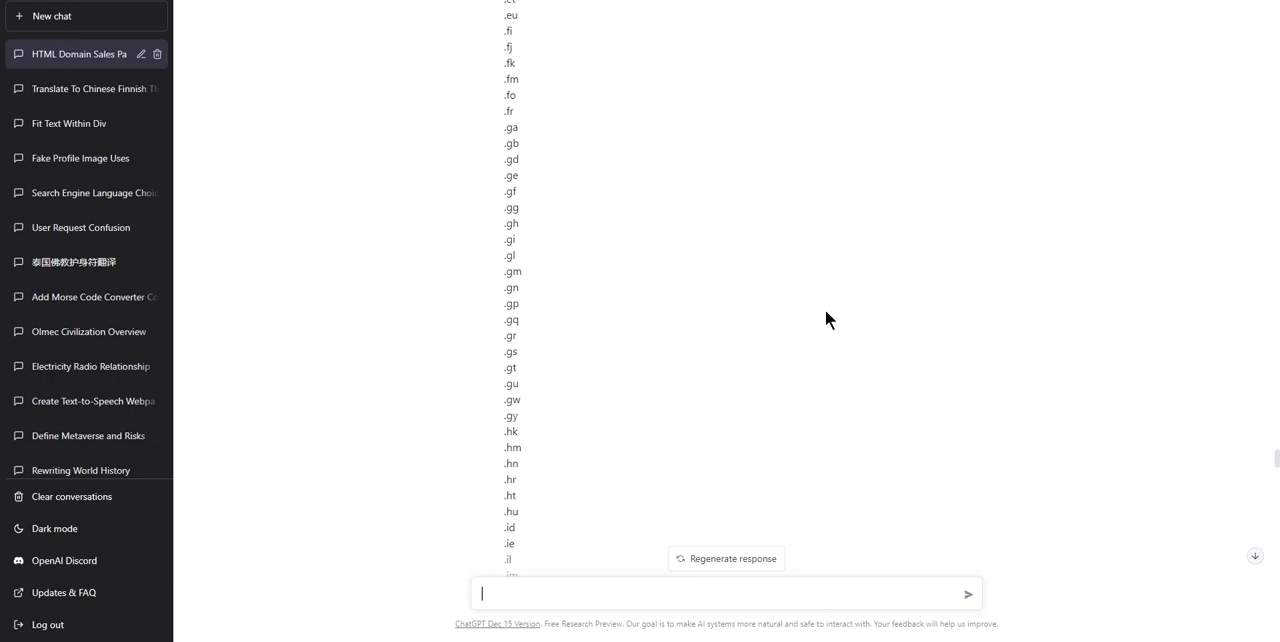 New chat
HTML Domain Sales Pa
Translate To Chinese Finnish Th
Fit Text Within Div
Fake Profile Image Uses
Search Engine Language Choic
User Request Confusion
泰国佛教护身符翻译
Add Morse Code Converter Co
Olmec Civilization Overview
Electricity Radio Relationship
Create Text-to-Speech Webpa
Define Metaverse and Risks
Rewriting World History
Clear conversations
Dark mode
OpenAI Discord
Updates & FAQ
Log out
.eu
.fi
.fj
.fk
.fm
.fo
.fr
.ga
.gb
.gd
.ge
.gf
.gg
.gh
.gi
.gl
.gm
.gn
.gp
.gq
.gr
.gs
.gt
.gu
.gw
.gy
.hk
.hm
.hn
.hr
.ht
.hu
.id
.ie
.il
Regenerate response
ChatGPT Dec 15 Version. Free Research Preview. Our goal is to make AI systems more natural and safe to interact with. Your feedback will help us improve.